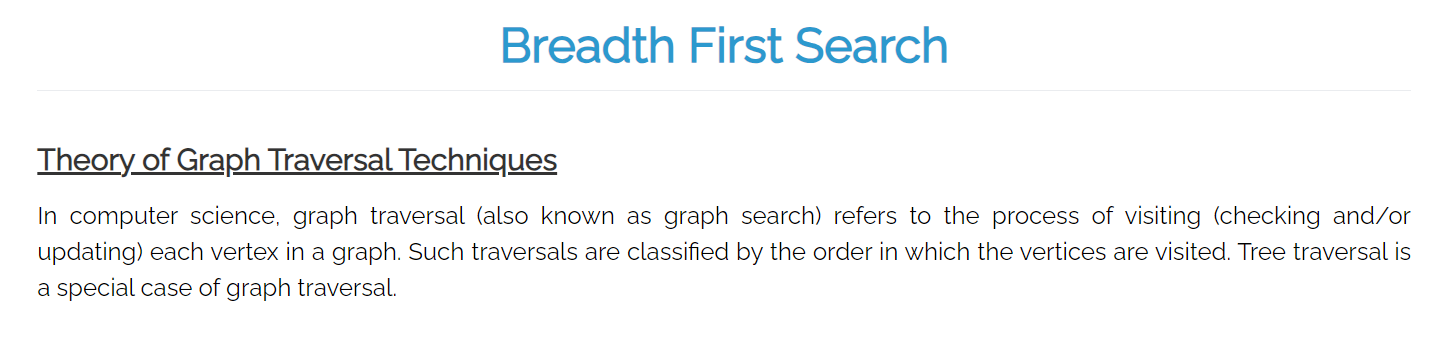 Breadth First Search
Theory of Graph Traversal Techniques
In computer science, graph traversal (also known as graph search) refers to the process of visiting (checking and/or
updating) each vertex in a graph. Such traversals are classified by the order in which the vertices are visited. Tree traversal is
a special case of graph traversal.